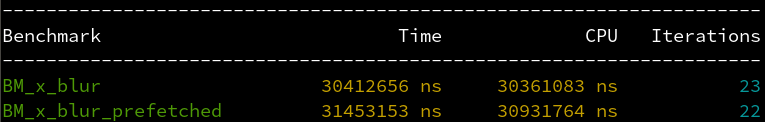 ------------------------------------------------------------------
Benchmark Time CPU Iterations
------------------------------------------------------------------
BM_x_blur 30412656 ns 30361083 ns 23
BM_x_blur_prefetched 31453153 ns 30931764 ns 22